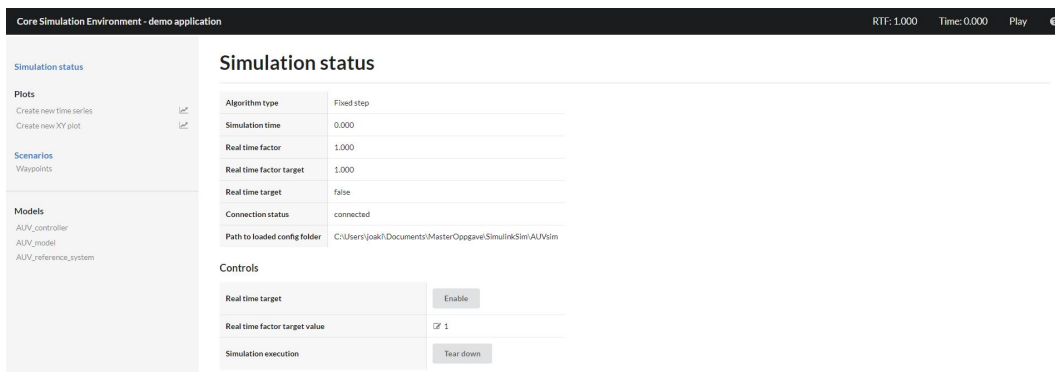 Core Simulation Environment - demo application
RTF: 1.000 Time: 0.000 Play
Simulation status
Plots
Create new time series
Create new XY plot
Scenarios
Waypoints
Models
AUV_controller
AUV_model
AUV_reference_system
Simulation status
Algorithm type Fixed step
Simulation time 0.000
Real time factor 1.000
Real time factor target 1.000
Real time target false
Connection status connected
Path to loaded config folder C:\Users\joaki\Documents\MasterOppgave\SimulinkSim\AUVsim
Controls
Real time target Enable
Real time factor target value 1
Simulation execution Tear down